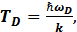 T_D = ħω_D / k,